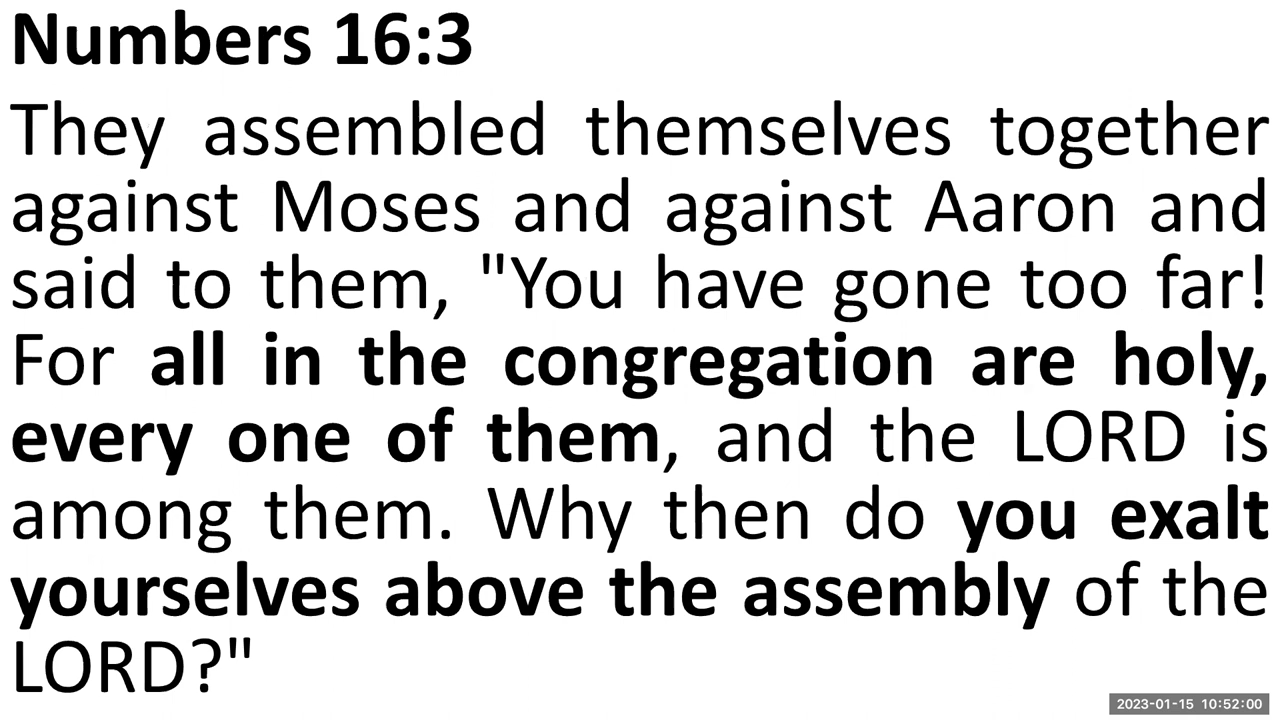 Numbers 16:3
They assembled themselves together
against Moses and against Aaron and
said to them, "You have gone too far!
For all in the congregation are holy,
every one of them, and the LORD is
among them. Why then do you exalt
yourselves above the assembly of the
LORD?"
2023-01-15 10:52:00